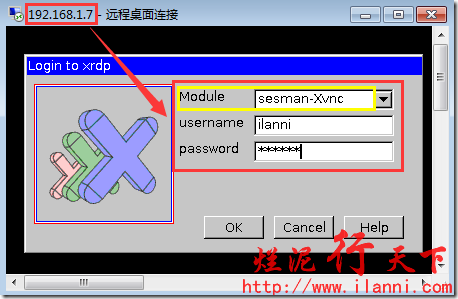 192.168.1.7 - 远程桌面连接
Login to xrdp
Module sesman-Xvnc
username ilanni
password ******
OK Cancel Help
烂泥行天下
http://www.ilanni.com